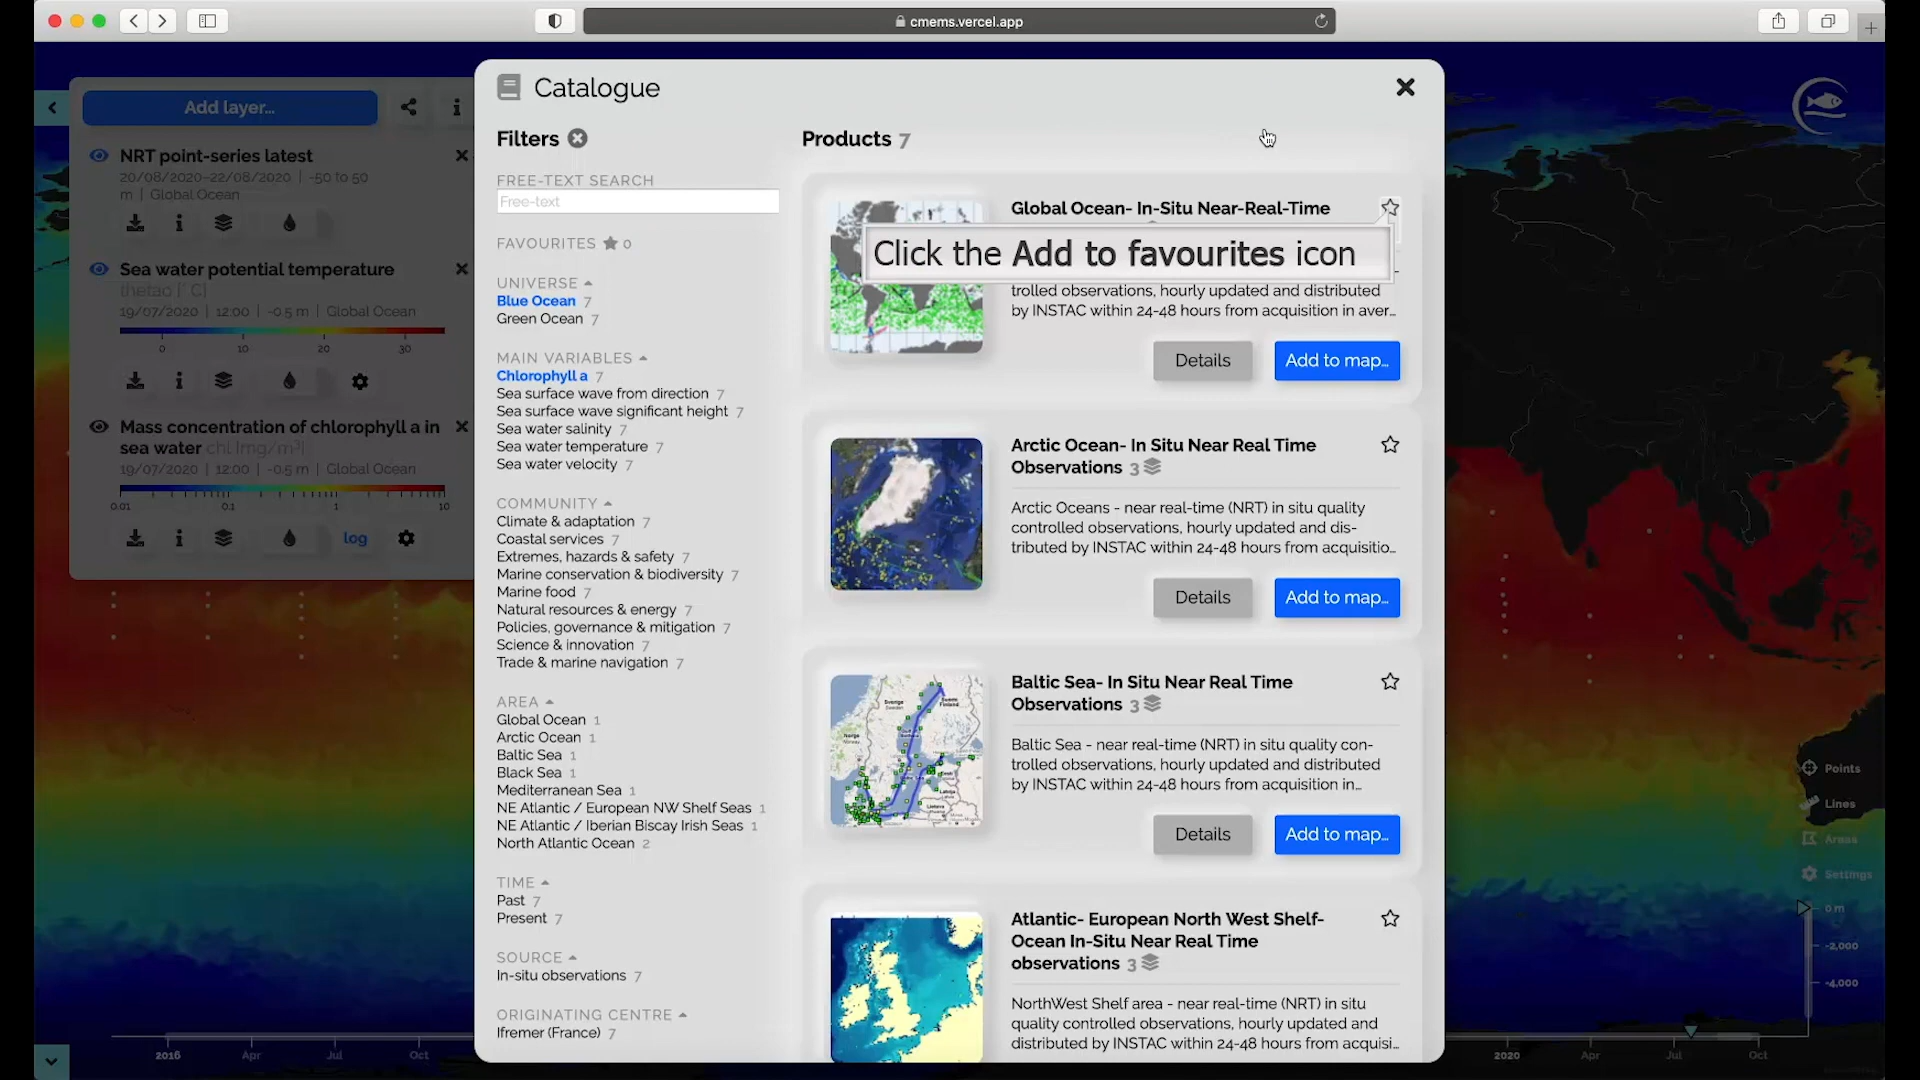 cmems.vercel.app
Add layer...
NRT point-series latest
20/08/2020–22/08/2020 | -50 to 50
m | Global Ocean
Sea water potential temperature
thetao [°C]
19/07/2020 | 12:00 | -0.5 m | Global Ocean
0 10 20 30
Mass concentration of chlorophyll a in
sea water chl [mg/m³]
19/07/2020 | 12:00 | -0.5 m | Global Ocean
0.01 0.1 1 10
log
Catalogue
Filters
FREE-TEXT SEARCH
Free-text
FAVOURITES 0
UNIVERSE
Blue Ocean 7
Green Ocean 7
MAIN VARIABLES
Chlorophyll a 7
Sea surface wave from direction 7
Sea surface wave significant height 7
Sea water salinity 7
Sea water temperature 7
Sea water velocity 7
COMMUNITY
Climate & adaptation 7
Coastal services 7
Extremes, hazards & safety 7
Marine conservation & biodiversity 7
Marine food 7
Natural resources & energy 7
Policies, governance & mitigation 7
Science & innovation 7
Trade & marine navigation 7
AREA
Global Ocean 1
Arctic Ocean 1
Baltic Sea 1
Black Sea 1
Mediterranean Sea 1
NE Atlantic / European NW Shelf Seas 1
NE Atlantic / Iberian Biscay Irish Seas 1
North Atlantic Ocean 2
TIME
Past 7
Present 7
SOURCE
In-situ observations 7
ORIGINATING CENTRE
Ifremer (France) 7
Products 7
Global Ocean- In-Situ Near-Real-Time
Click the Add to favourites icon
trolled observations, hourly updated and distributed
by INSTAC within 24-48 hours from acquisition in aver...
Details Add to map...
Arctic Ocean- In Situ Near Real Time
Observations 3
Arctic Oceans - near real-time (NRT) in situ quality
controlled observations, hourly updated and dis-
tributed by INSTAC within 24-48 hours from acquisitio...
Details Add to map...
Baltic Sea- In Situ Near Real Time
Observations 3
Baltic Sea - near real-time (NRT) in situ quality con-
trolled observations, hourly updated and distributed
by INSTAC within 24-48 hours from acquisition in...
Details Add to map...
Atlantic- European North West Shelf-
Ocean In-Situ Near Real Time
observations 3
NorthWest Shelf area - near real-time (NRT) in situ
quality controlled observations, hourly updated and
distributed by INSTAC within 24-48 hours from acquisi...
Points
Lines
Areas
Settings
0 m
-2,000
-4,000
2016 Apr Jul Oct
2020 Apr Jul Oct